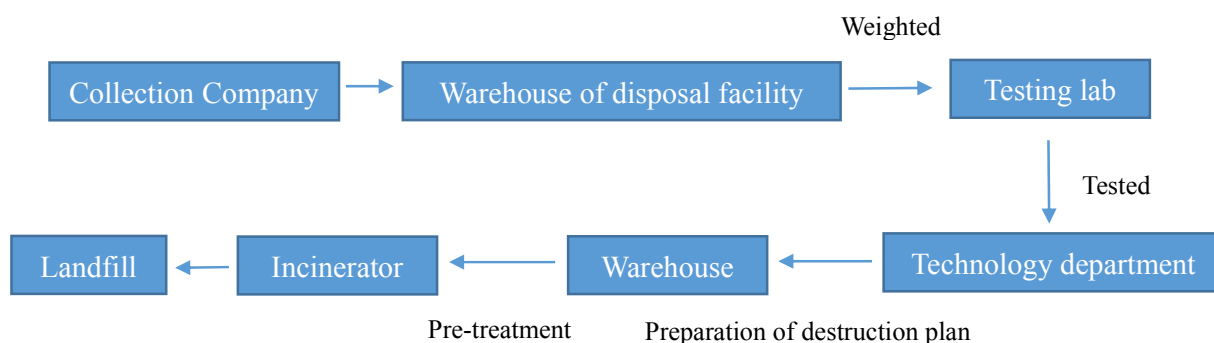 Weighted
Collection Company
Warehouse of disposal facility
Testing lab
Tested
Landfill
Incinerator
Warehouse
Technology department
Pre-treatment
Preparation of destruction plan